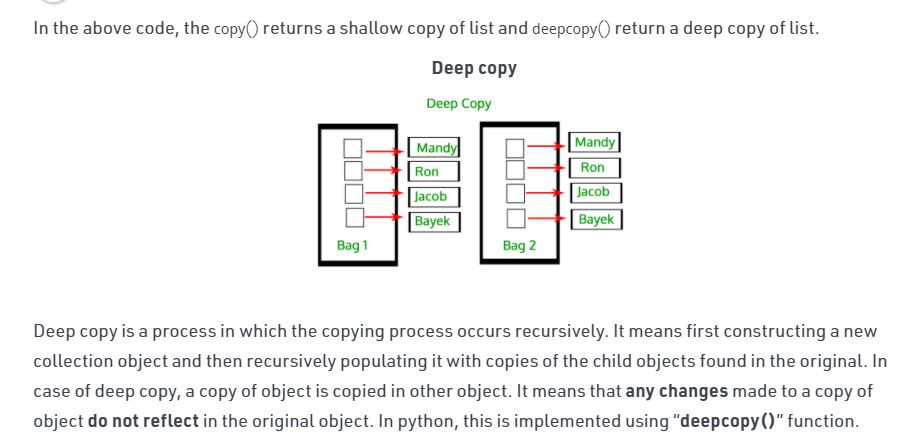 In the above code, the copy() returns a shallow copy of list and deepcopy() return a deep copy of list.
Deep copy
Deep Copy
Mandy
Ron
Jacob
Bayek
Bag 1
Mandy
Ron
Jacob
Bayek
Bag 2
Deep copy is a process in which the copying process occurs recursively. It means first constructing a new
collection object and then recursively populating it with copies of the child objects found in the original. In
case of deep copy, a copy of object is copied in other object. It means that any changes made to a copy of
object do not reflect in the original object. In python, this is implemented using “deepcopy()” function.